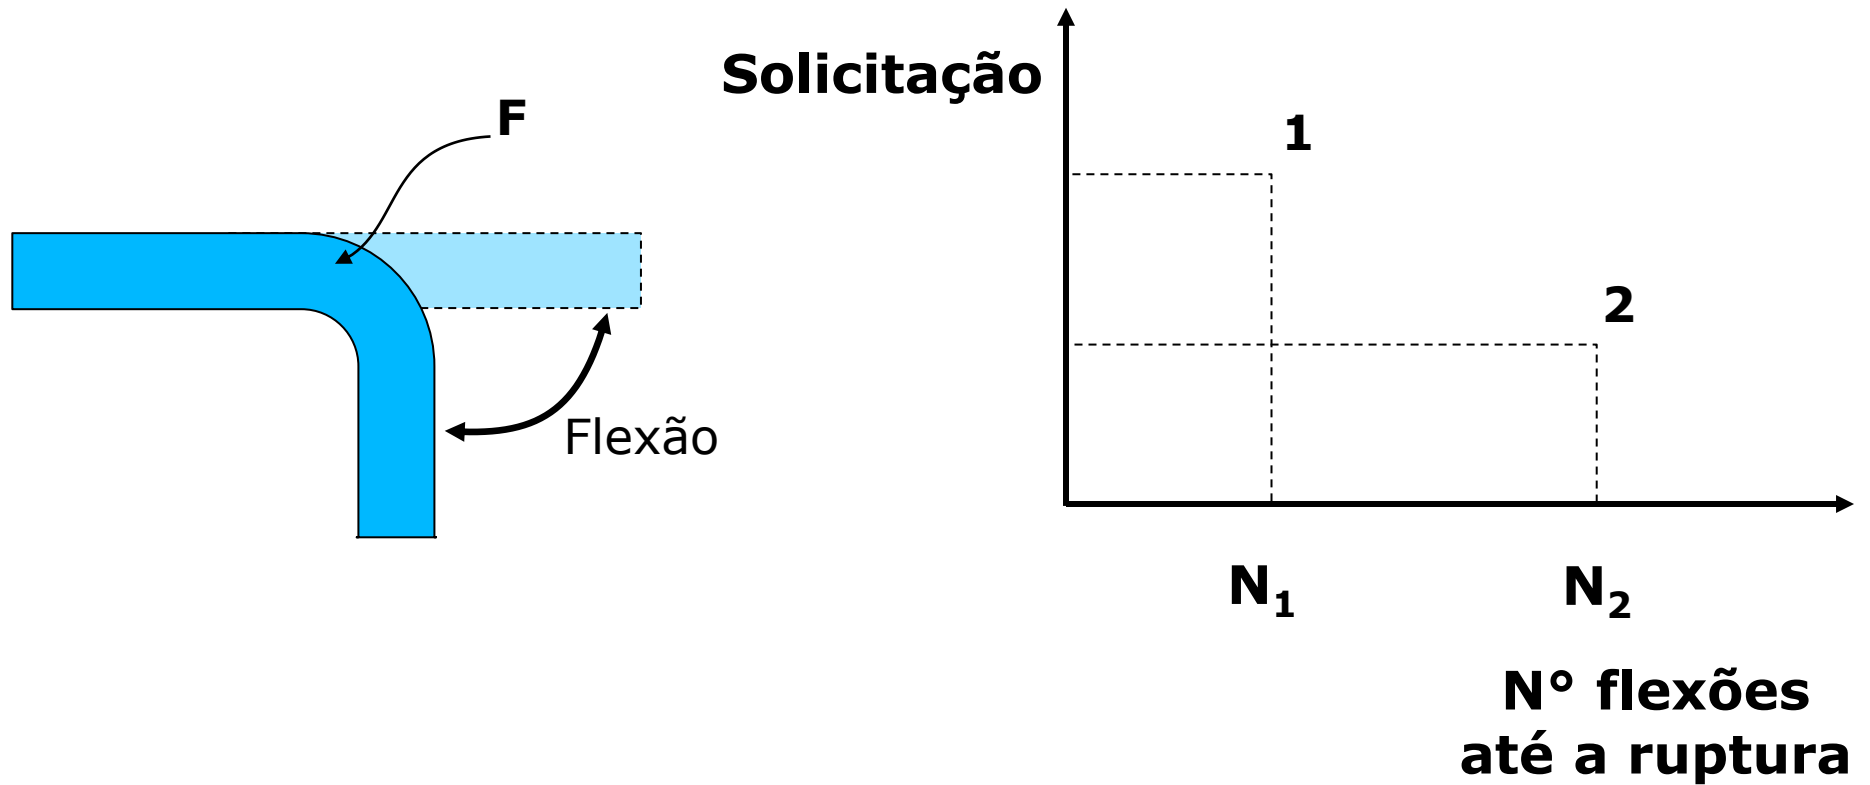 F
Flexão
Solicitação
1
2
N₁
N₂
N° flexões
até a ruptura